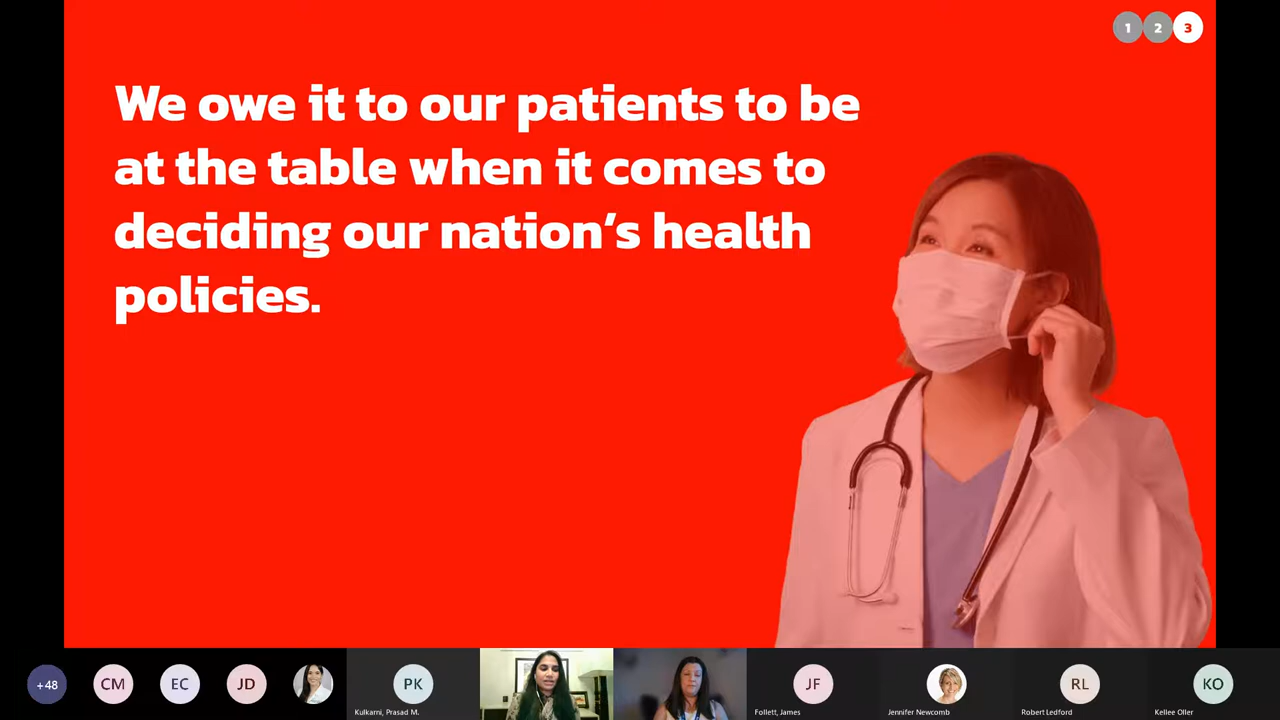 1 2 3
We owe it to our patients to be
at the table when it comes to
deciding our nation’s health
policies.
+48 CM EC JD PK JF RL KO
Kulkarni, Prasad M. Follett, James Jennifer Newcomb Robert Ledford Kellee Oller